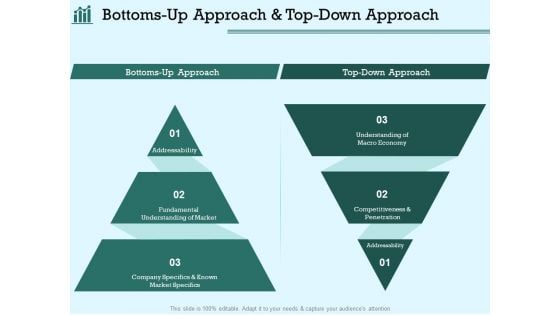 Bottoms-Up Approach & Top-Down Approach
Bottoms-Up Approach
01
Addressability
02
Fundamental
Understanding of Market
03
Company Specifics & Known
Market Specifics
Top-Down Approach
03
Understanding of
Macro Economy
02
Competitiveness &
Penetration
Addressability
01
This slide is 100% editable. Adapt it to your needs & capture your audience's attention